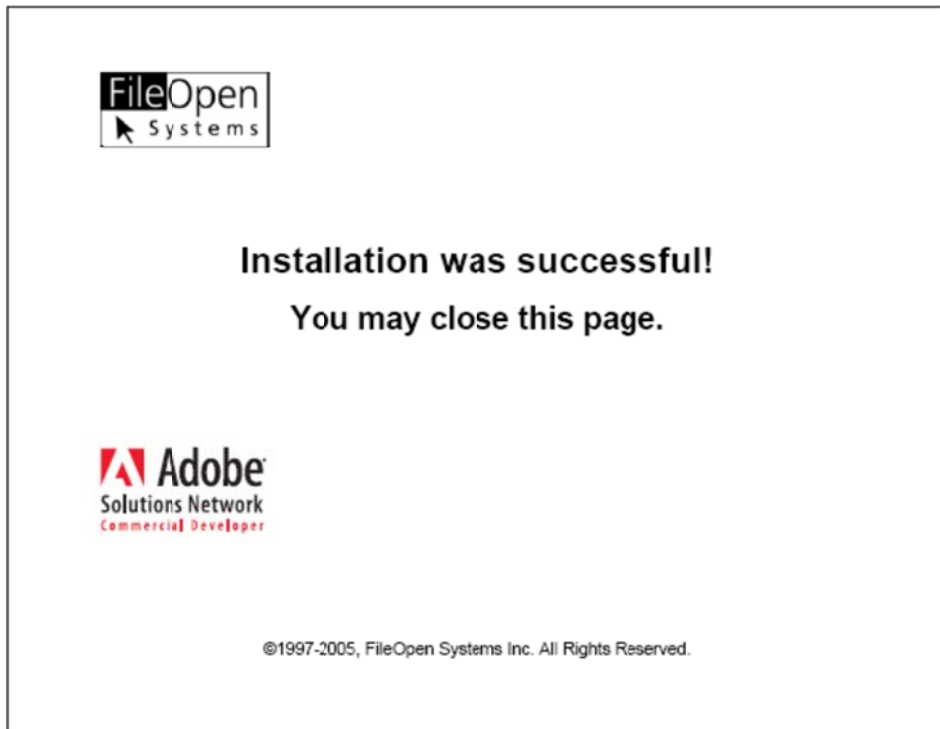 FileOpen
Systems
Installation was successful!
You may close this page.
Adobe
Solutions Network
Commercial Developer
©1997-2005, FileOpen Systems Inc. All Rights Reserved.